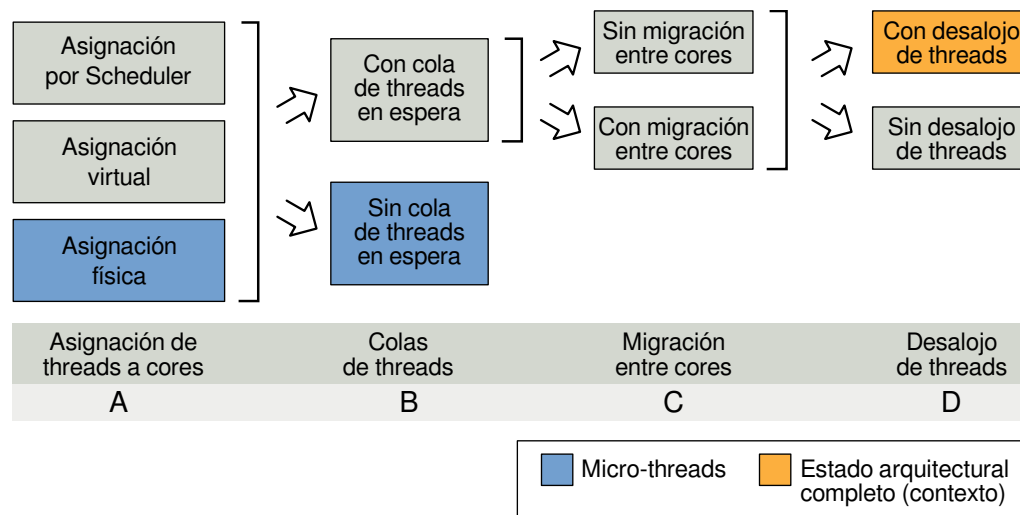 Asignación
por Scheduler
Asignación
virtual
Asignación
física
Con cola
de threads
en espera
Sin cola
de threads
en espera
Sin migración
entre cores
Con migración
entre cores
Con desalojo
de threads
Sin desalojo
de threads
Asignación de
threads a cores
Colas
de threads
Migración
entre cores
Desalojo
de threads
A
B
C
D
Micro-threads
Estado arquitectural
completo (contexto)